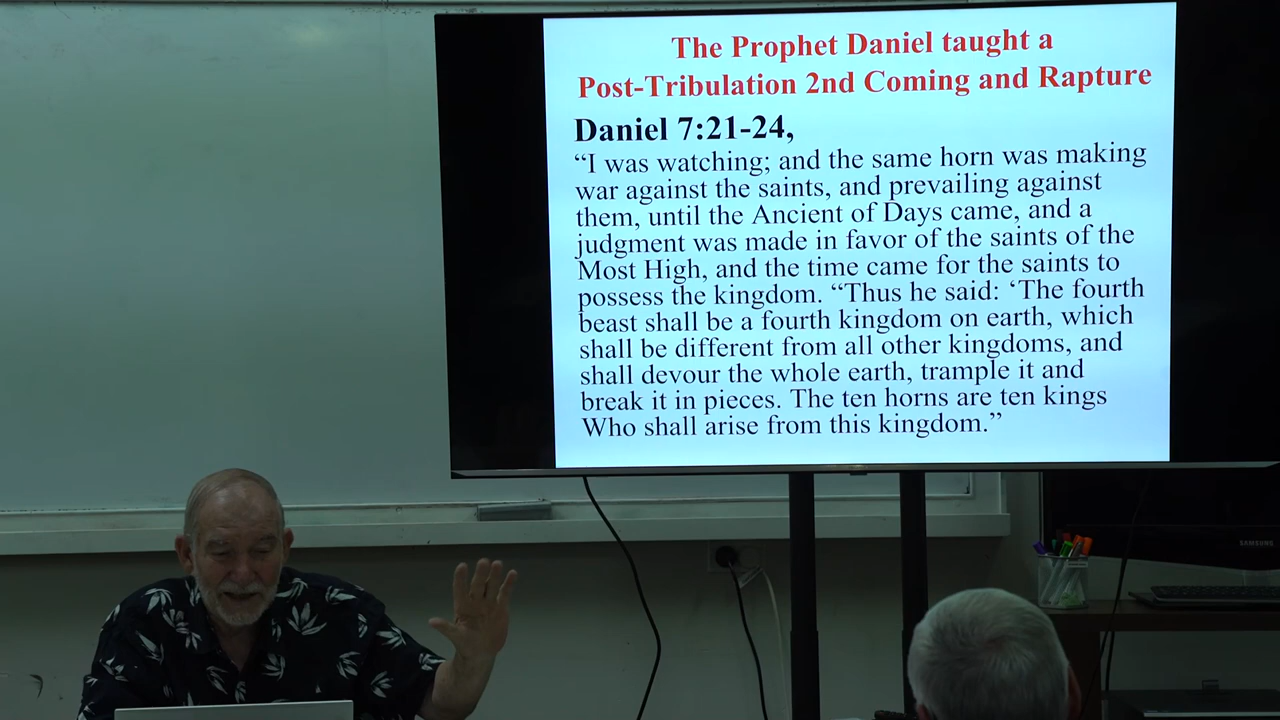 The Prophet Daniel taught a
Post-Tribulation 2nd Coming and Rapture
Daniel 7:21-24,
“I was watching; and the same horn was making
war against the saints, and prevailing against
them, until the Ancient of Days came, and a
judgment was made in favor of the saints of the
Most High, and the time came for the saints to
possess the kingdom. “Thus he said: ‘The fourth
beast shall be a fourth kingdom on earth, which
shall be different from all other kingdoms, and
shall devour the whole earth, trample it and
break it in pieces. The ten horns are ten kings
Who shall arise from this kingdom.”
SAMSUNG